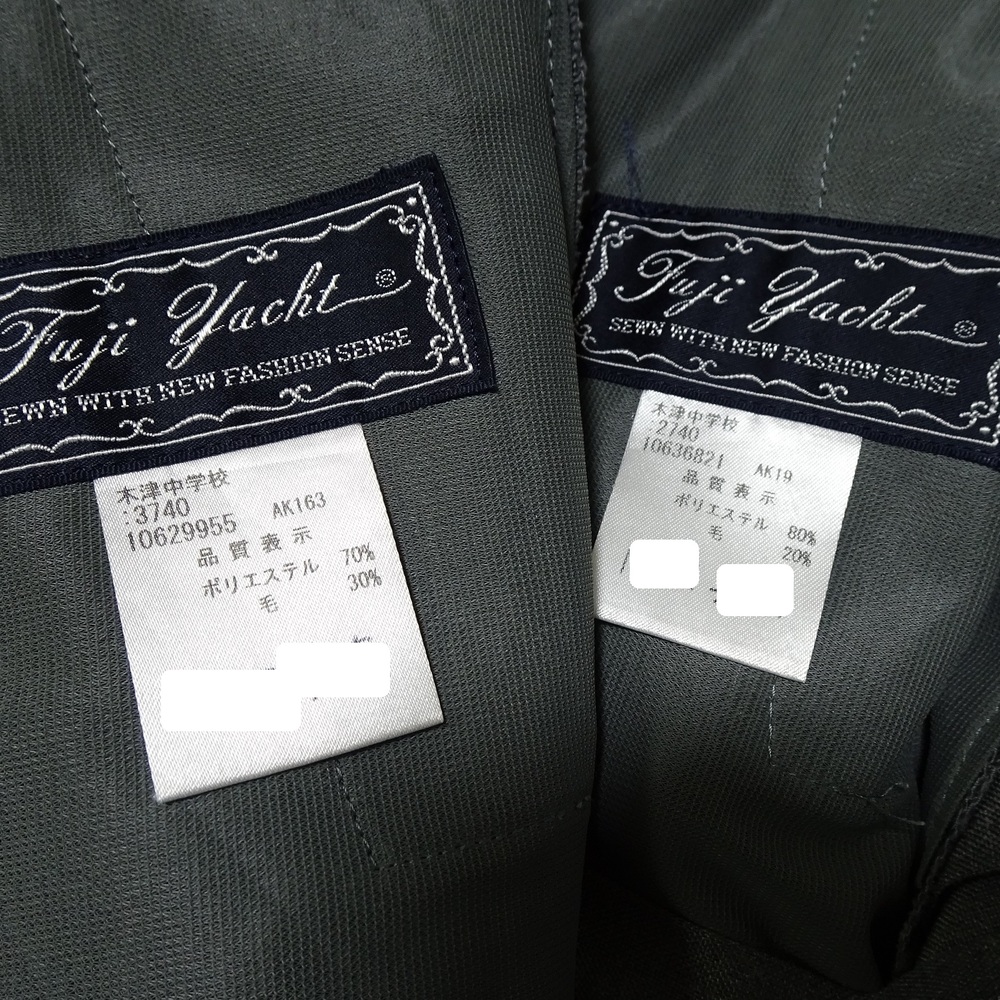 Fuji Yacht ®
SEWN WITH NEW FASHION SENSE
木津中学校
:3740
10629955 AK163
品質表示
ポリエステル 70%
毛 30%
Fuji Yacht ®
SEWN WITH NEW FASHION SENSE
木津中学校
:2740
10636821 AK19
品質表示
ポリエステル 80%
毛 20%